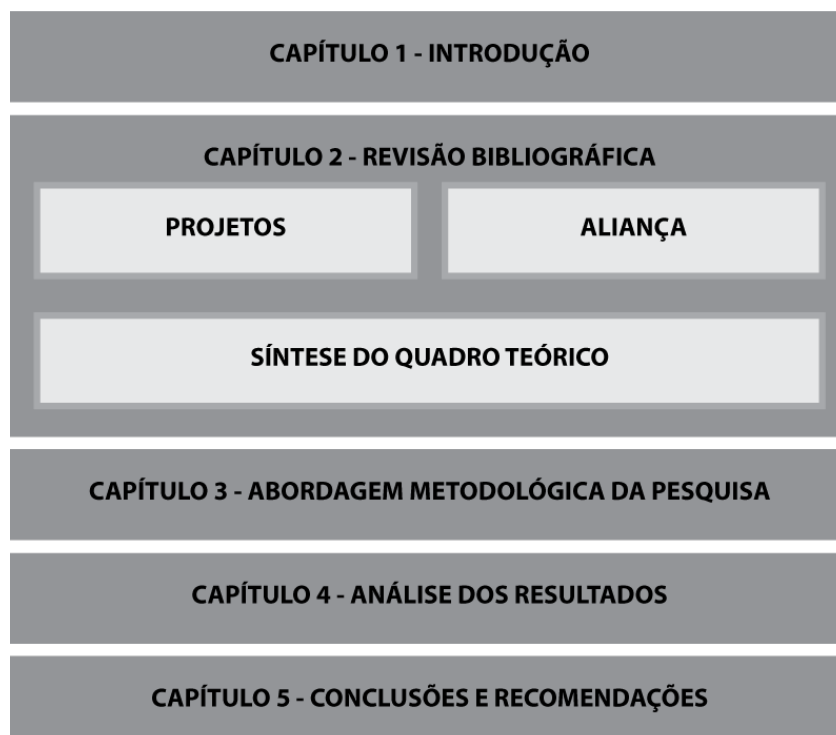 CAPÍTULO 1 - INTRODUÇÃO
CAPÍTULO 2 - REVISÃO BIBLIOGRÁFICA
PROJETOS
ALIANÇA
SÍNTESE DO QUADRO TEÓRICO
CAPÍTULO 3 - ABORDAGEM METODOLÓGICA DA PESQUISA
CAPÍTULO 4 - ANÁLISE DOS RESULTADOS
CAPÍTULO 5 - CONCLUSÕES E RECOMENDAÇÕES